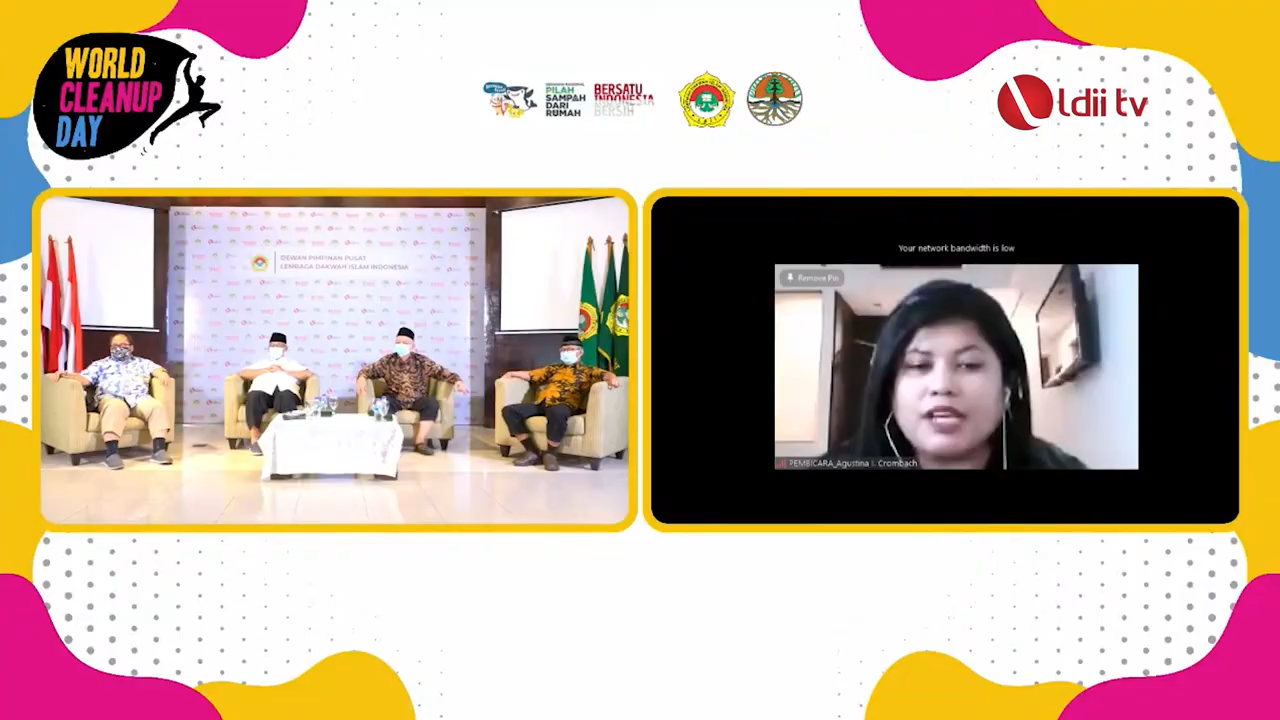 WORLD
CLEANUP
DAY
PILAH
SAMPAH
DARI
RUMAH
BERSATU
INDONESIA
BERSIH
ldii tv
DEWAN PIMPINAN PUSAT
LEMBAGA DAKWAH ISLAM INDONESIA
Your network bandwidth is low
Remove Pin
PEMBICARA_Agustina I. Crombach